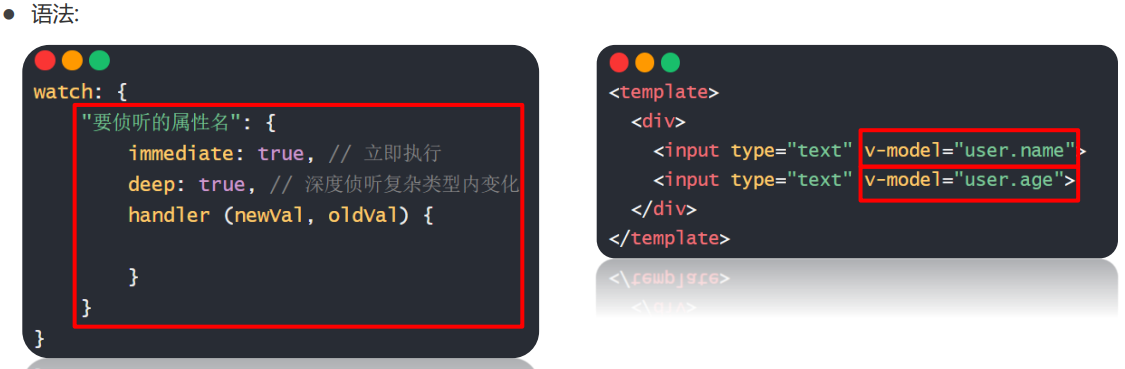 ● 语法:
watch: {
"要侦听的属性名": {
immediate: true, // 立即执行
deep: true, // 深度侦听复杂类型内变化
handler (newVal, oldVal) {
}
}
}
<template>
<div>
<input type="text" v-model="user.name">
<input type="text" v-model="user.age">
</div>
</template>